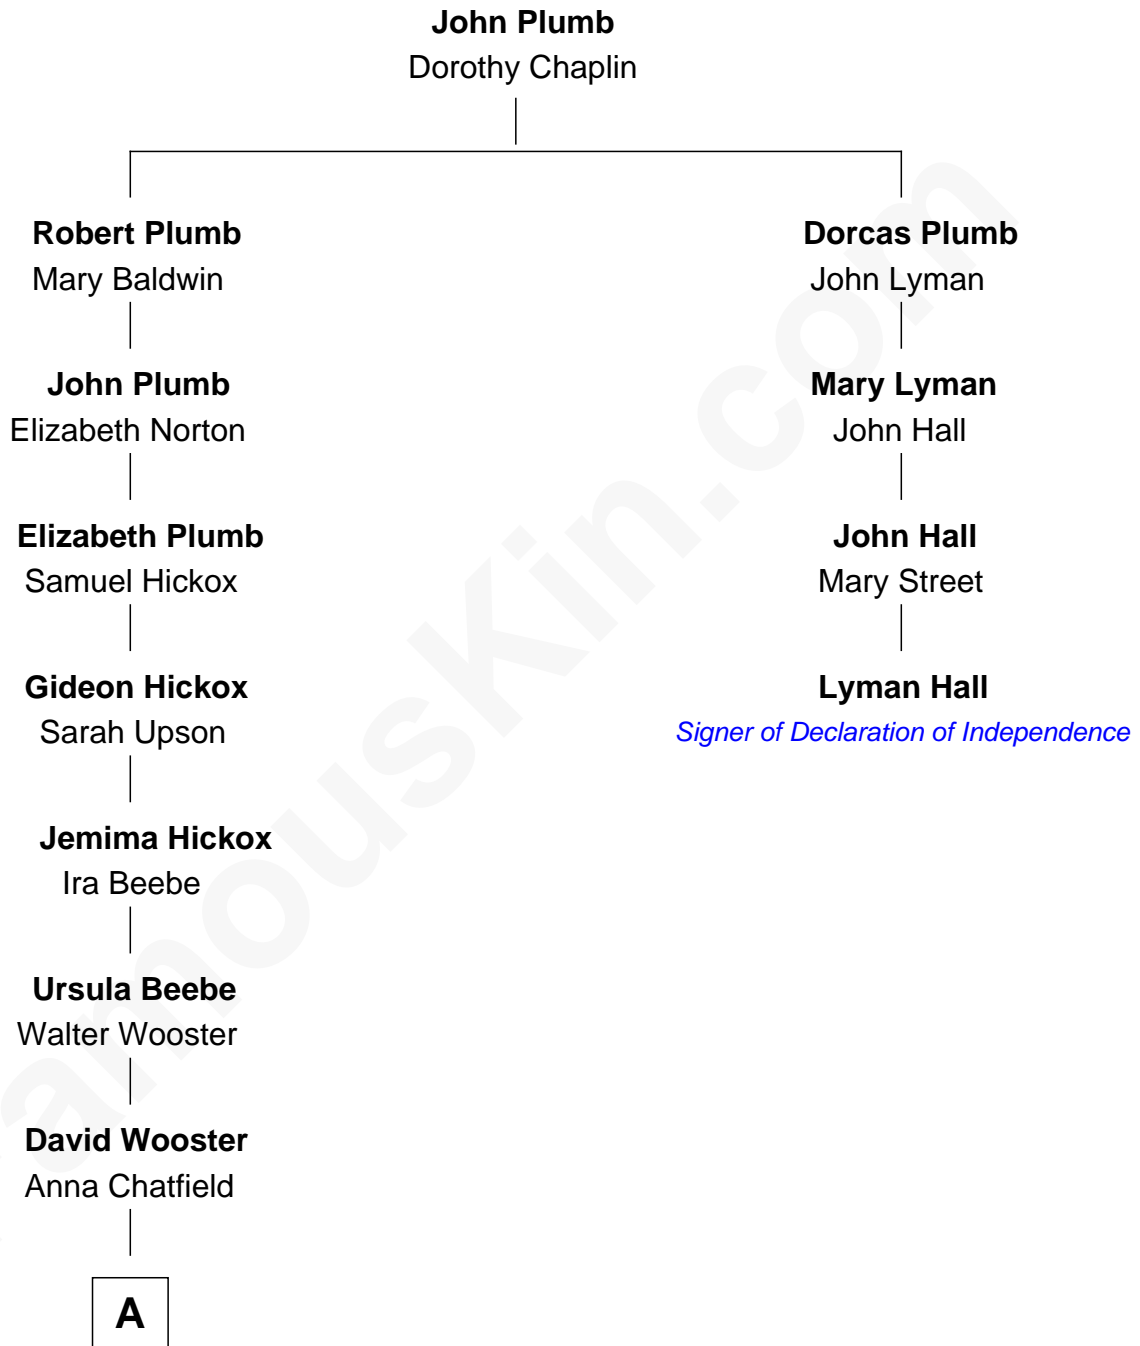 John Plumb
Dorothy Chaplin
Robert Plumb
Mary Baldwin
Dorcas Plumb
John Lyman
John Plumb
Elizabeth Norton
Mary Lyman
John Hall
Elizabeth Plumb
Samuel Hickox
John Hall
Mary Street
Gideon Hickox
Sarah Upson
Lyman Hall
Signer of Declaration of Independence
Jemima Hickox
Ira Beebe
Ursula Beebe
Walter Wooster
David Wooster
Anna Chatfield
A
famousKin.com